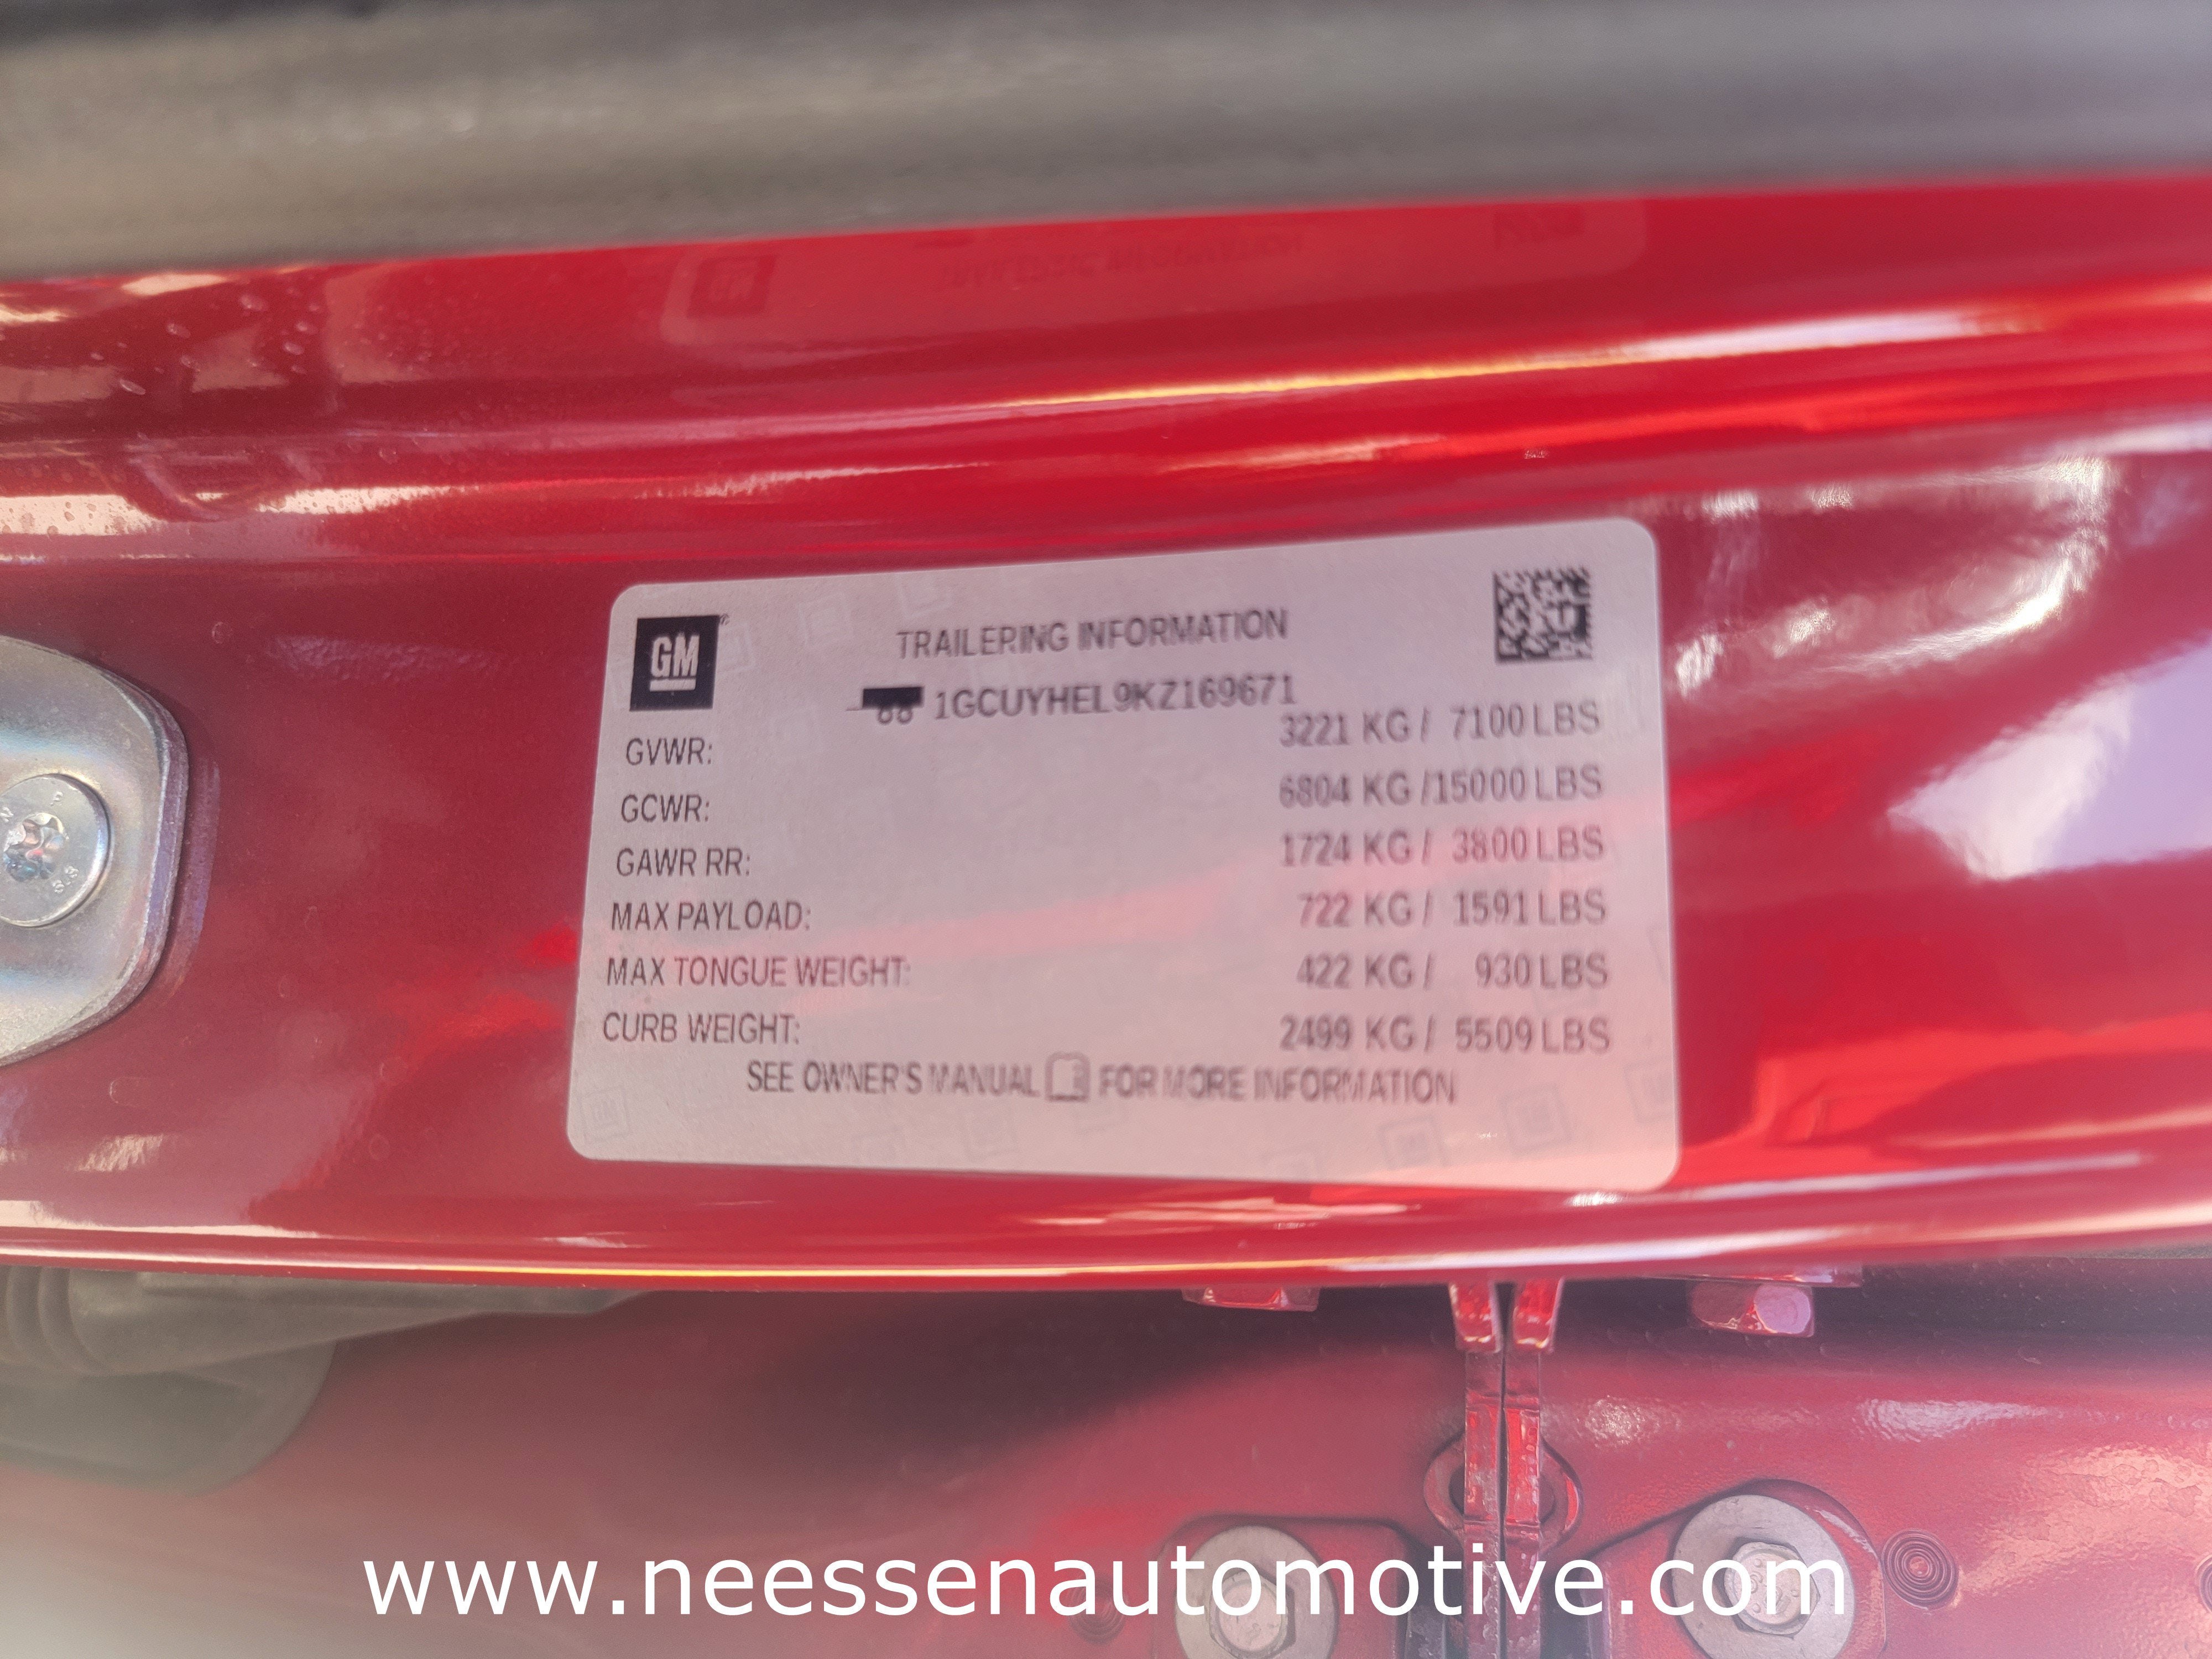 GM
TRAILERING INFORMATION
1GCUYHEL9KZ169671
GVWR: 3221 KG / 7100 LBS
GCWR: 6804 KG /15000 LBS
GAWR RR: 1724 KG / 3800 LBS
MAX PAYLOAD: 722 KG / 1591 LBS
MAX TONGUE WEIGHT: 422 KG / 930 LBS
CURB WEIGHT: 2499 KG / 5509 LBS
SEE OWNER'S MANUAL FOR MORE INFORMATION
www.neessenautomotive.com